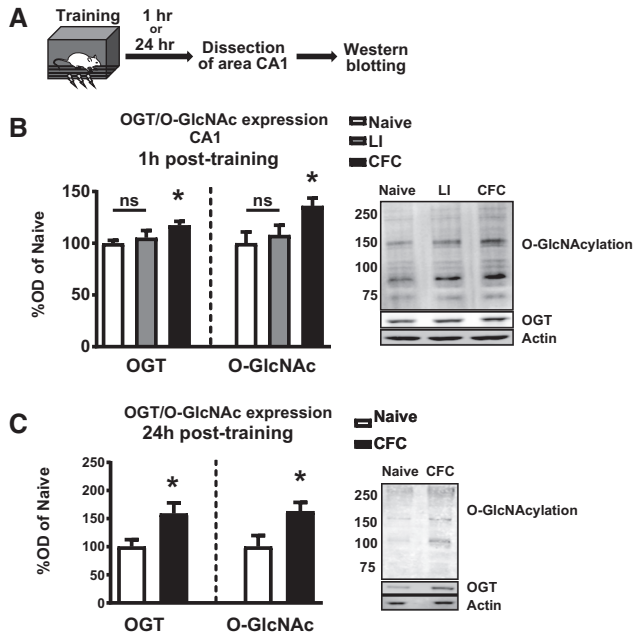 A
Training
1 hr
or
24 hr
Dissection
of area CA1
Western
blotting
B
OGT/O-GlcNAc expression
CA1
1h post-training
Naive
LI
CFC
%OD of Naive
150
100
50
0
ns
*
ns
*
OGT
O-GlcNAc
Naive LI CFC
250
150
100
75
O-GlcNAcylation
OGT
Actin
C
OGT/O-GlcNAc expression
24h post-training
Naive
CFC
%OD of Naive
250
200
150
100
50
0
*
*
OGT
O-GlcNAc
Naive CFC
250
150
100
75
O-GlcNAcylation
OGT
Actin